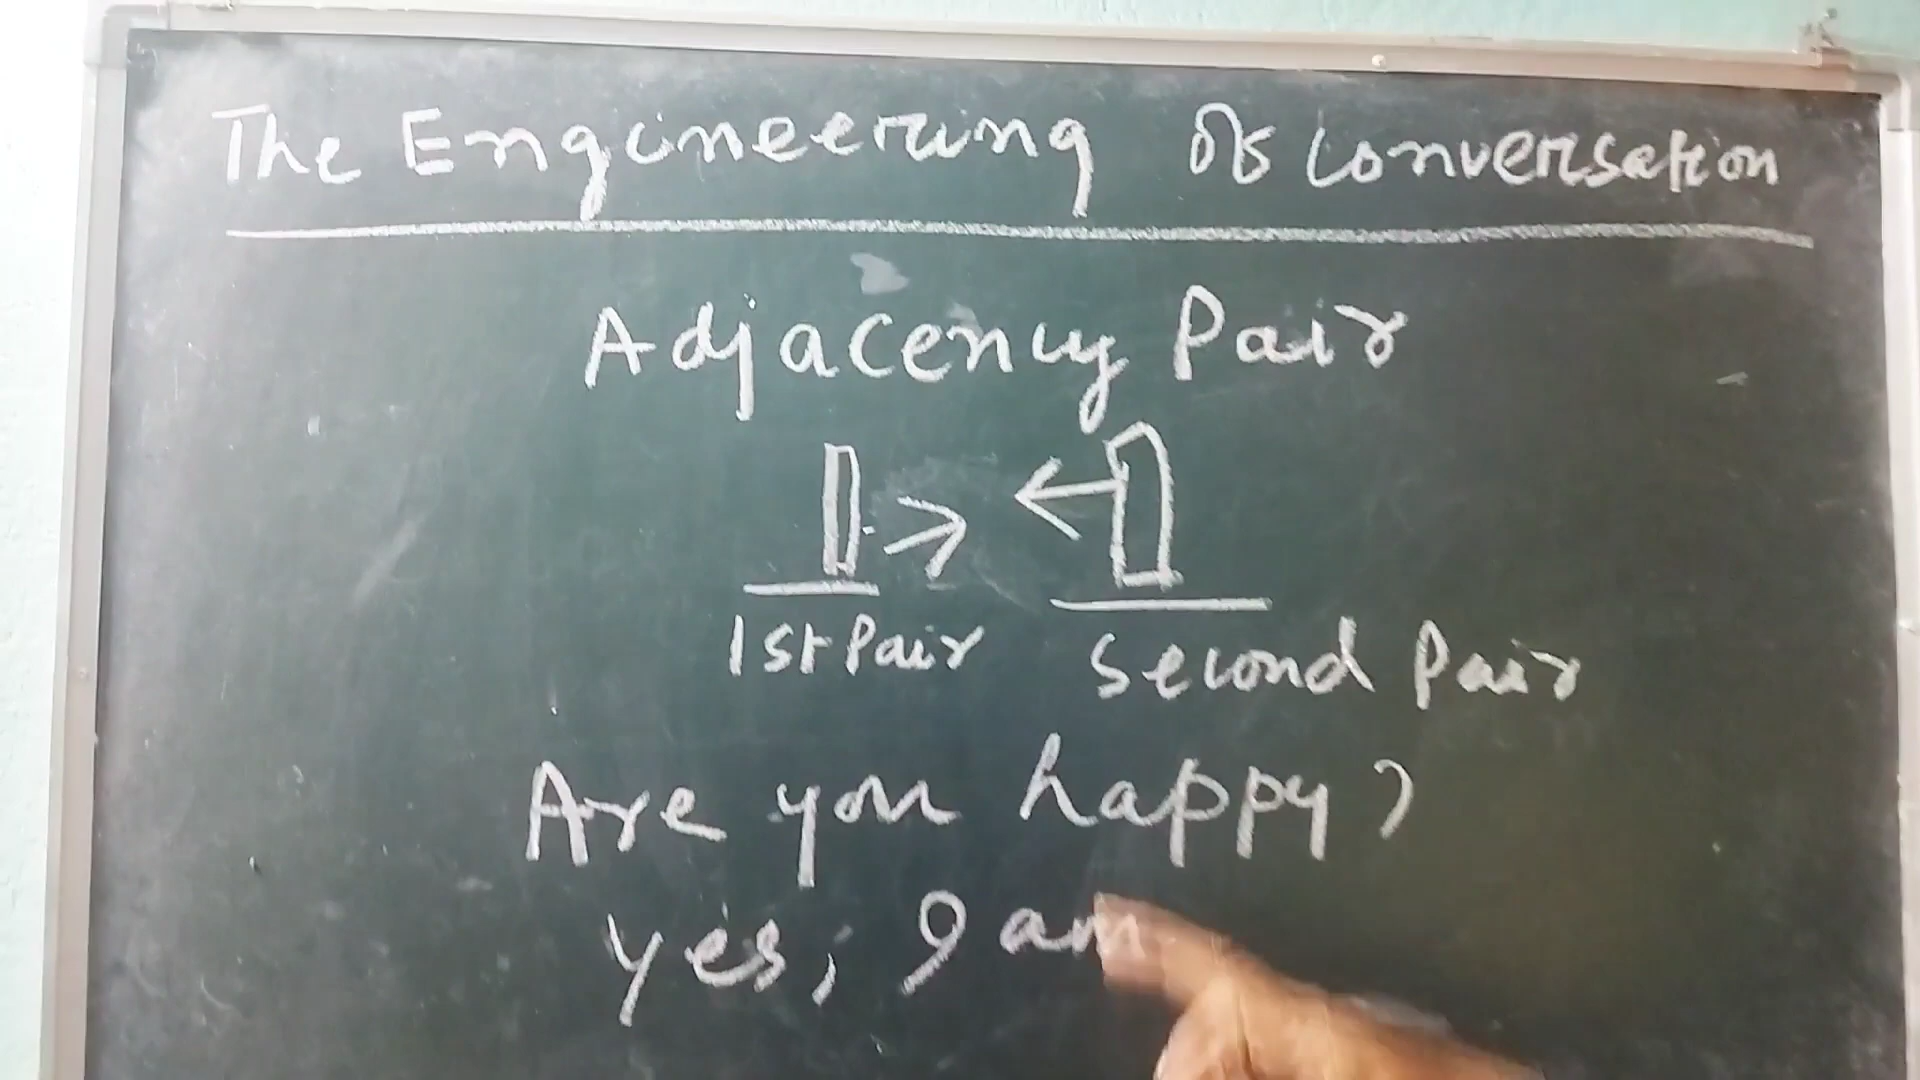 The Engineering Of Conversation
Adjacency Pair
1st Pair Second Pair
Are you happy?
yes, I am